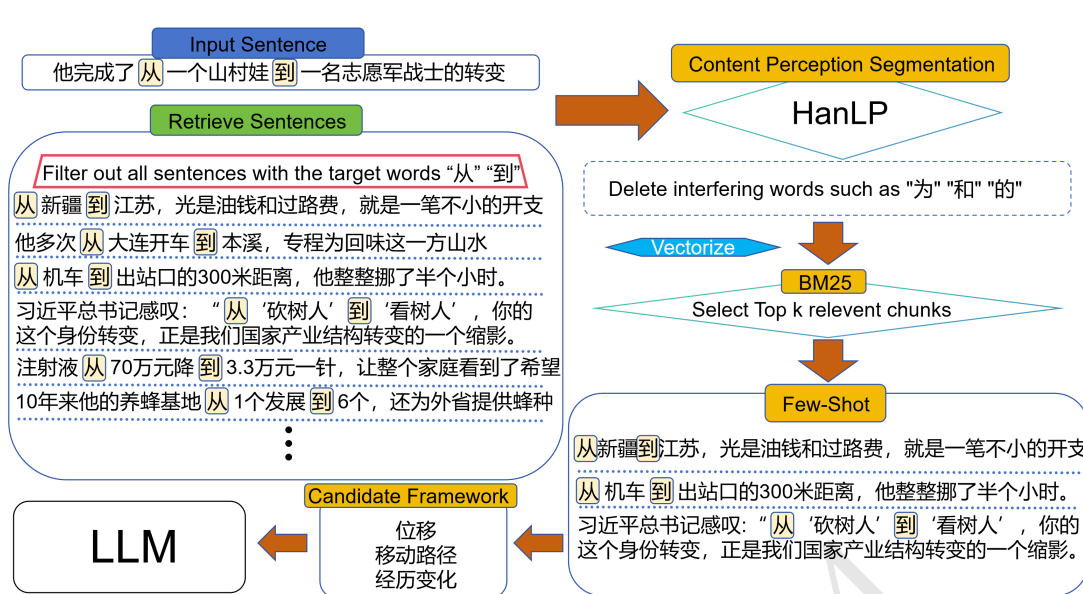 Input Sentence
他完成了 从 一个山村娃 到 一名志愿军战士的转变
Retrieve Sentences
Filter out all sentences with the target words “从” “到”
从 新疆 到 江苏，光是油钱和过路费，就是一笔不小的开支
他多次 从 大连开车 到 本溪，专程为回味这一方山水
从 机车 到 出站口的300米距离，他整整挪了半个小时。
习近平总书记感叹：“ 从 ‘砍树人’ 到 ‘看树人’，你的
这个身份转变，正是我们国家产业结构转变的一个缩影。
注射液 从 70万元降 到 3.3万元一针，让整个家庭看到了希望
10年来他的养蜂基地 从 1个发展 到 6个，还为外省提供蜂种
Content Perception Segmentation
HanLP
Delete interfering words such as "为" "和" "的"
Vectorize
BM25
Select Top k relevent chunks
Few-Shot
从新疆到江苏，光是油钱和过路费，就是一笔不小的开支
从 机车 到 出站口的300米距离，他整整挪了半个小时。
习近平总书记感叹：“ 从 ‘砍树人’ 到 ‘看树人’，你的
这个身份转变，正是我们国家产业结构转变的一个缩影。
Candidate Framework
位移
移动路径
经历变化
LLM